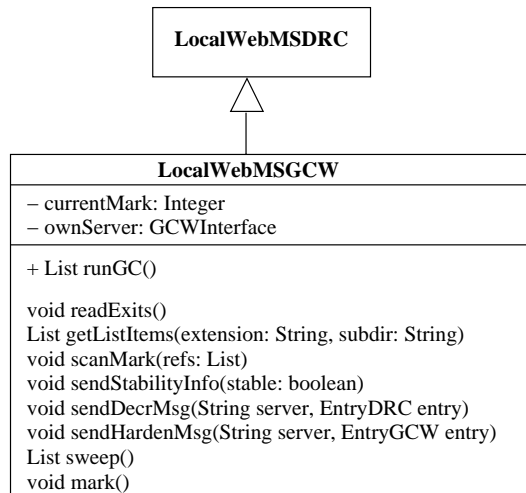 LocalWebMSDRC
LocalWebMSGCW
− currentMark: Integer
− ownServer: GCWInterface
+ List runGC()
void readExits()
List getListItems(extension: String, subdir: String)
void scanMark(refs: List)
void sendStabilityInfo(stable: boolean)
void sendDecrMsg(String server, EntryDRC entry)
void sendHardenMsg(String server, EntryGCW entry)
List sweep()
void mark()